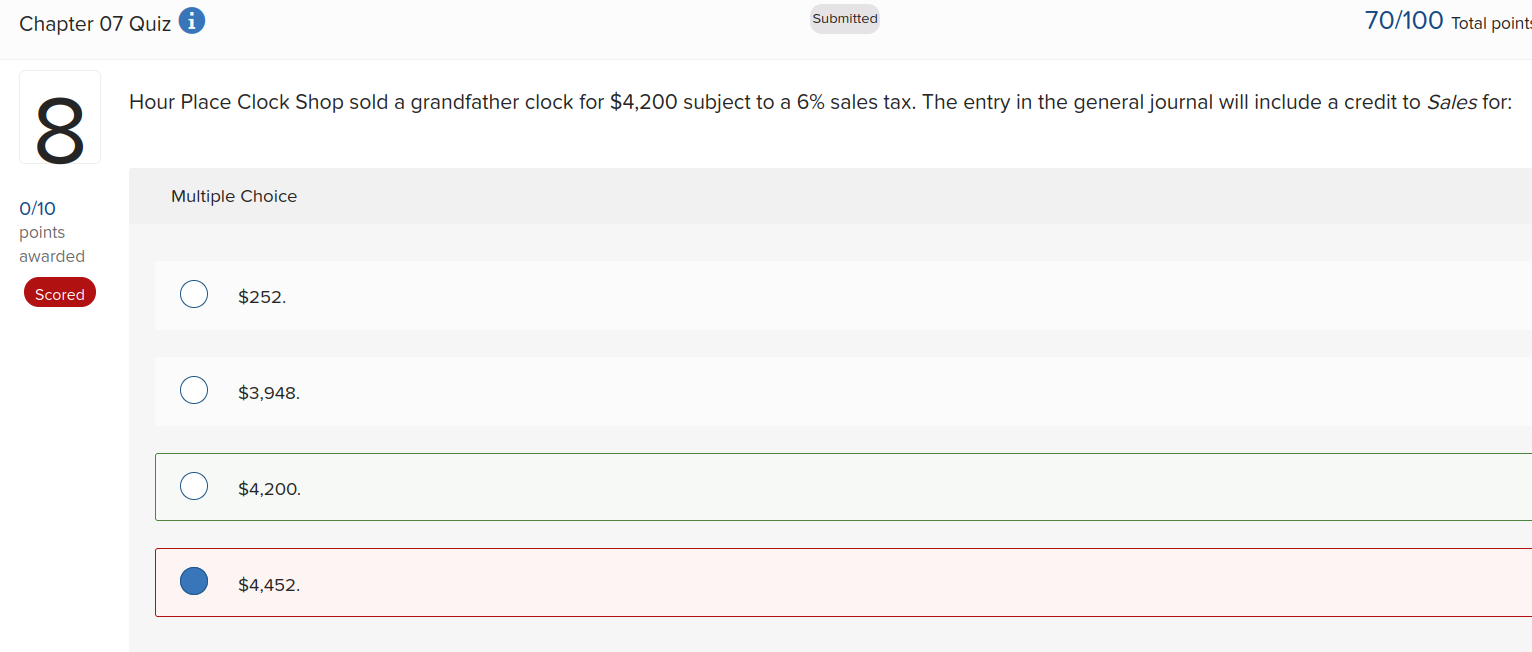 Chapter 07 Quiz i
Submitted
70/100 Total points
8
Hour Place Clock Shop sold a grandfather clock for $4,200 subject to a 6% sales tax. The entry in the general journal will include a credit to Sales for:
0/10
points
awarded
Scored
Multiple Choice
$252.
$3,948.
$4,200.
$4,452.